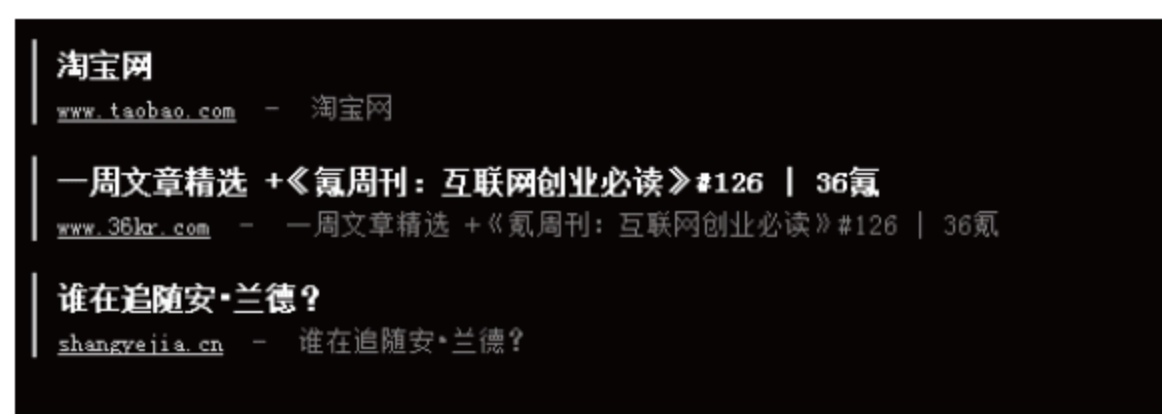 淘宝网
www.taobao.com - 淘宝网
一周文章精选 +《氪周刊：互联网创业必读》#126 | 36氪
www.36kr.com - 一周文章精选 +《氪周刊：互联网创业必读》#126 | 36氪
谁在追随安·兰德？
shangyejia.cn - 谁在追随安·兰德？